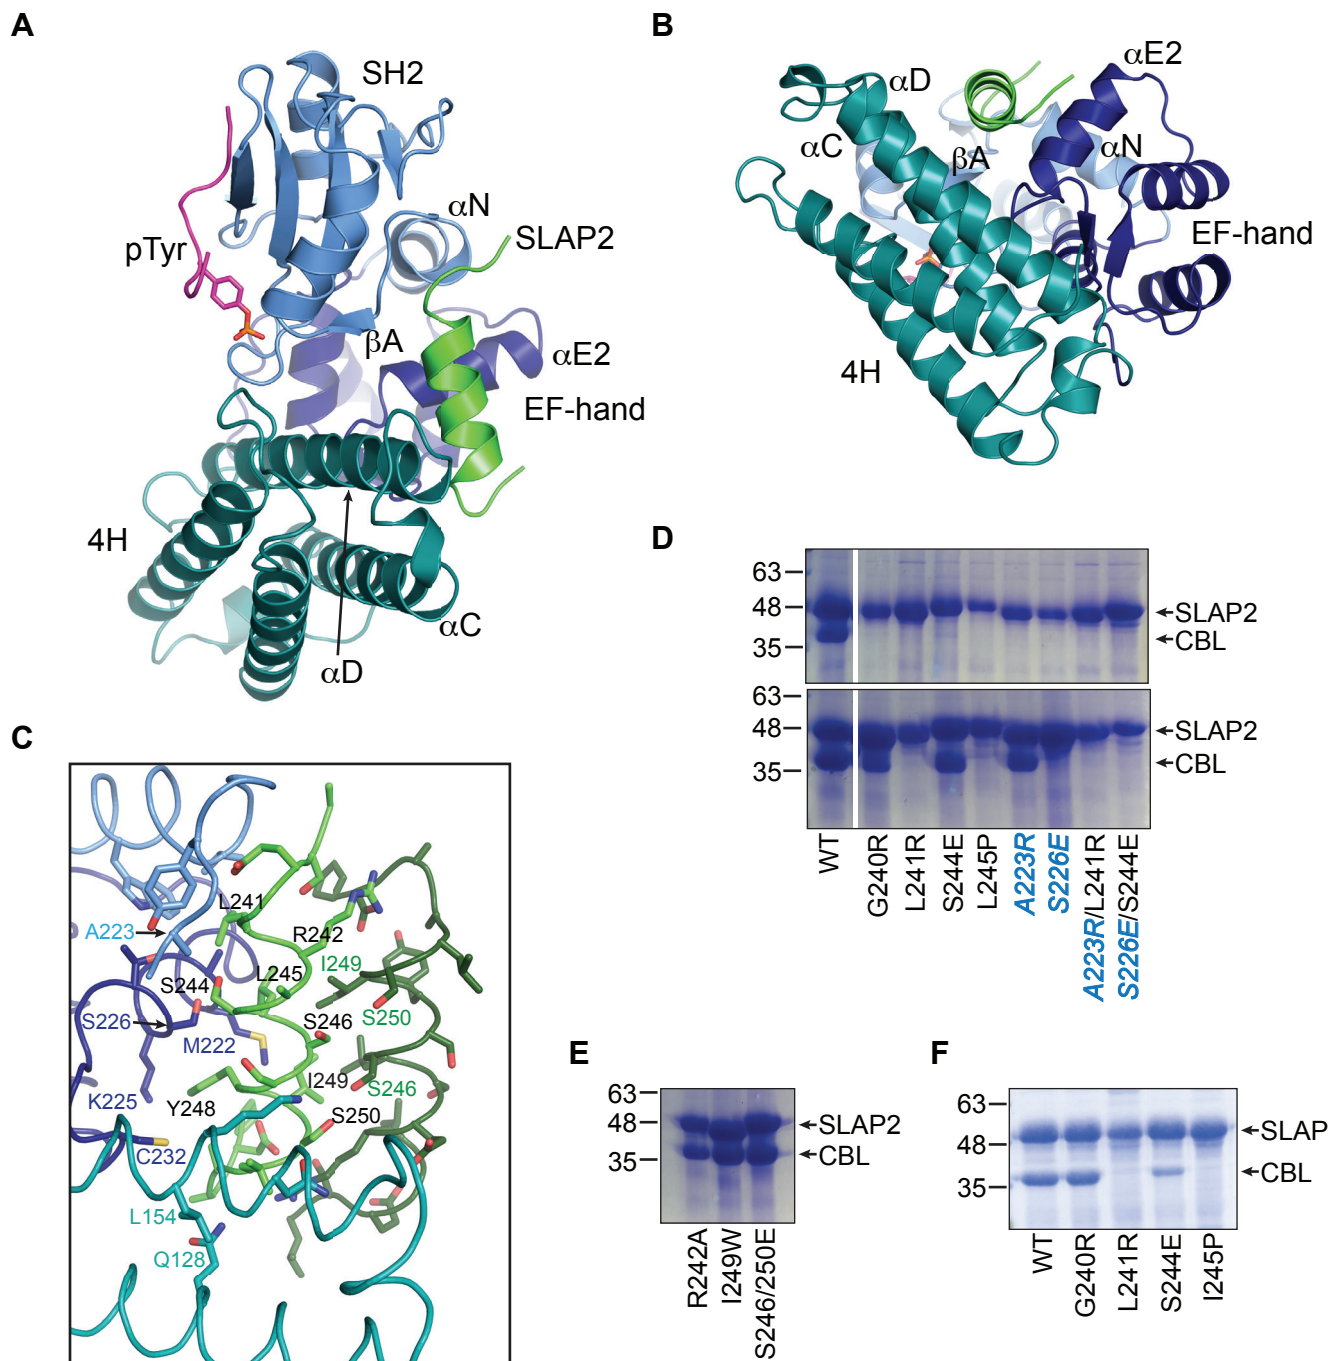 A
SH2
αN
SLAP2
pTyr
βA
αE2
EF-hand
4H
αC
αD
B
αE2
αD
αC
βA
αN
EF-hand
4H
C
L241
A223
R242
I249
L245
S244
S250
S226
S246
M222
I249
S246
K225
Y248
S250
C232
L154
Q128
D
63
48
SLAP2
35
CBL
63
48
SLAP2
35
CBL
WT
G240R
L241R
S244E
L245P
A223R
S226E
A223R/L241R
S226E/S244E
E
63
48
SLAP2
35
CBL
R242A
I249W
S246/250E
F
63
SLAP
48
CBL
35
WT
G240R
L241R
S244E
I245P